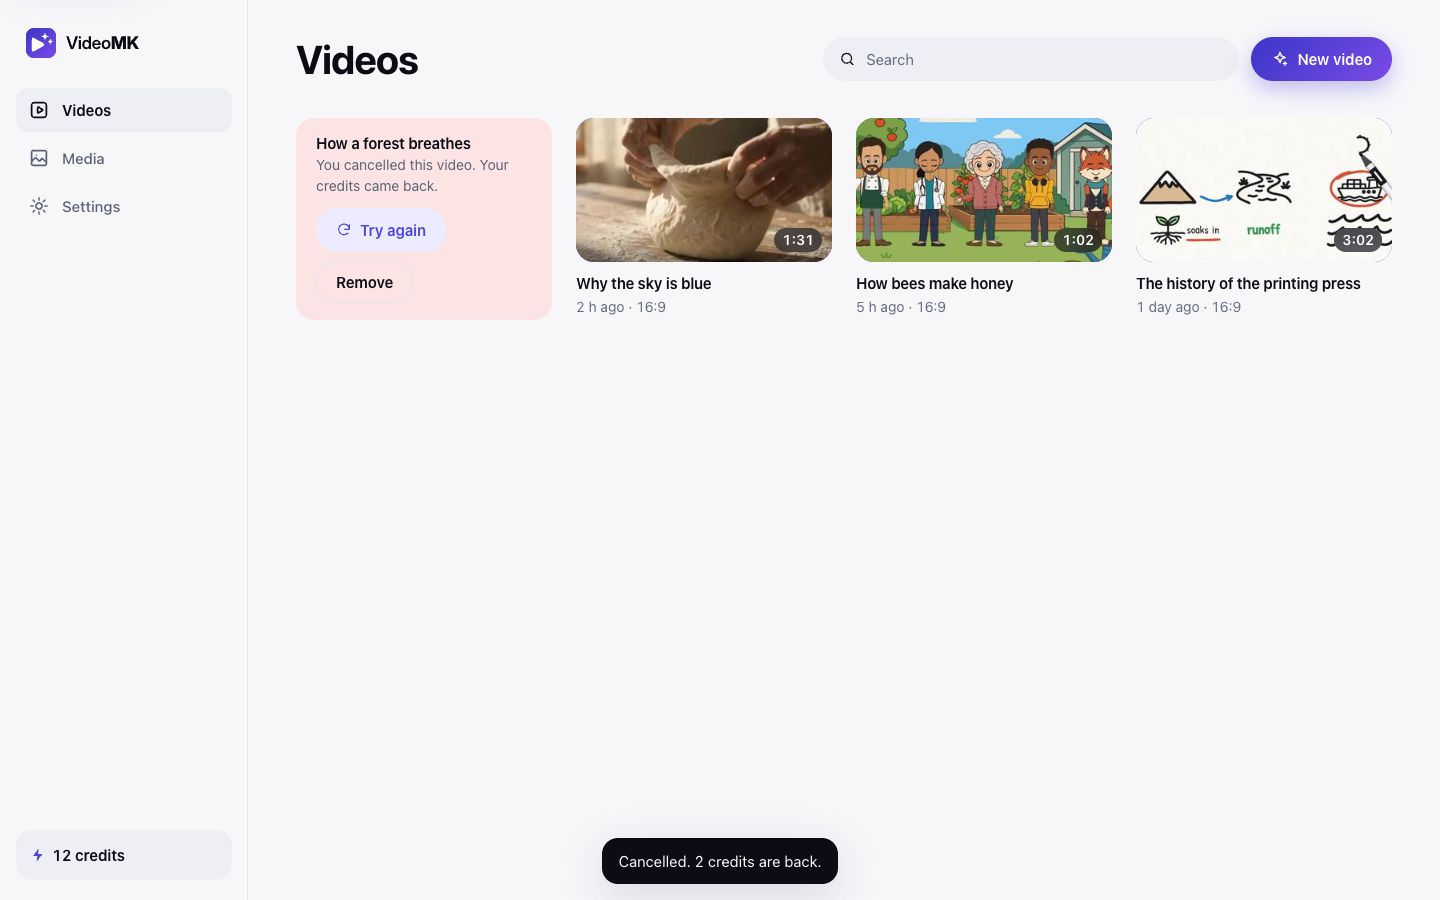 VideoMK
Videos
Media
Settings
12 credits
Videos
Search
New video
How a forest breathes
You cancelled this video. Your
credits came back.
Try again
Remove
1:31
Why the sky is blue
2 h ago · 16:9
1:02
How bees make honey
5 h ago · 16:9
soaks in
runoff
3:02
The history of the printing press
1 day ago · 16:9
Cancelled. 2 credits are back.